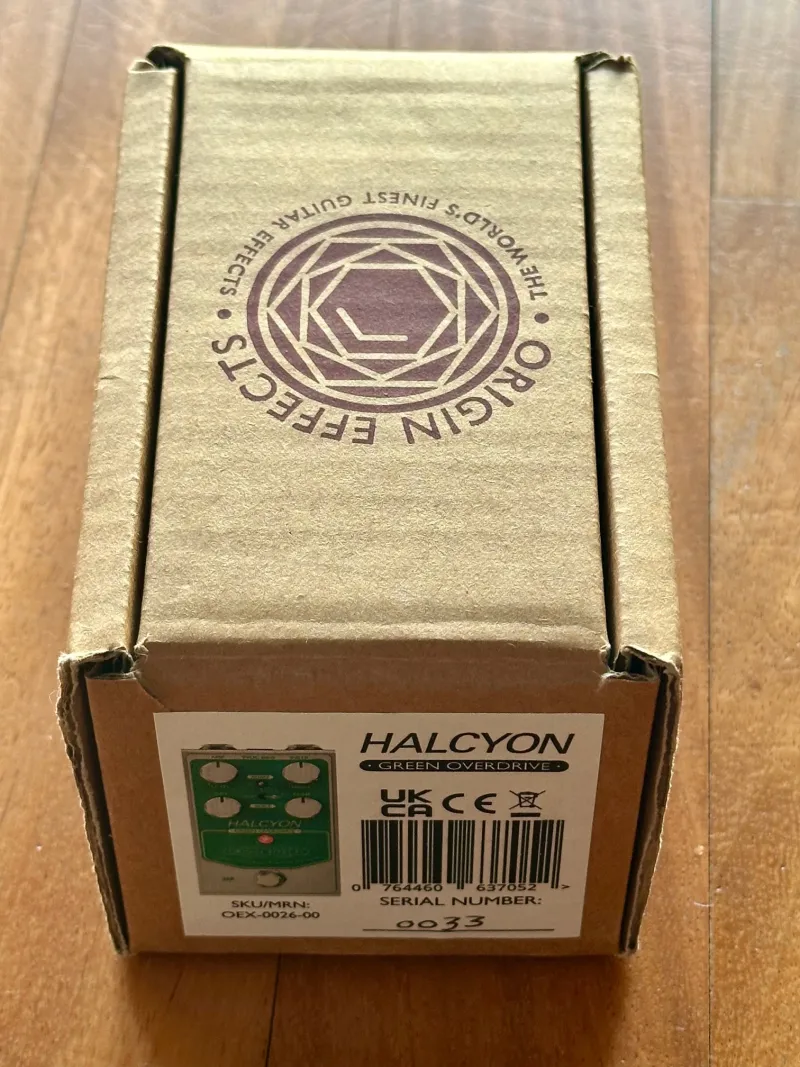 THE WORLD'S FINEST GUITAR EFFECTS
• ORIGIN EFFECTS •
HALCYON
• GREEN OVERDRIVE •
UK
CA CE
HALCYON
0 764460 637052 >
SKU/MRN:
OEX-0026-00
SERIAL NUMBER:
0033